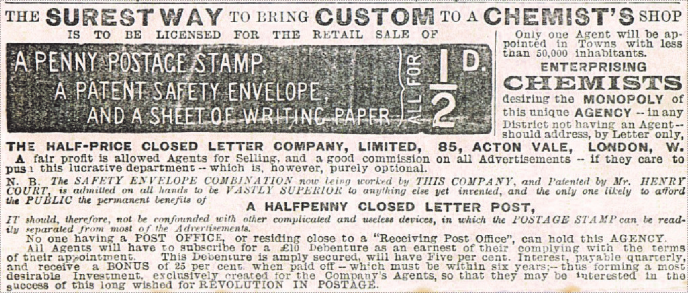 THE SUREST WAY TO BRING CUSTOM TO A CHEMIST'S SHOP
IS TO BE LICENSED FOR THE RETAIL SALE OF
A PENNY POSTAGE STAMP,
A PATENT SAFETY ENVELOPE,
AND A SHEET OF WRITING PAPER
ALL FOR
1/2 D.
Only one Agent will be ap-
pointed in Towns with less
than 50,000 inhabitants.
ENTERPRISING
CHEMISTS
desiring the MONOPOLY of
this unique AGENCY -- in any
District not having an Agent --
should address, by Letter only,
THE HALF-PRICE CLOSED LETTER COMPANY, LIMITED, 85, ACTON VALE, LONDON, W.
A fair profit is allowed Agents for Selling, and a good commission on all Advertisements -- if they care to
pus: this lucrative department -- which is, however, purely optional.
N. B. The SAFETY ENVELOPE COMBINATION now being worked by THIS COMPANY, and Patented by Mr. HENRY
COURT, is admitted on all hands to be VASTLY SUPERIOR to anything else yet invented, and the only one likely to afford
the PUBLIC the permanent benefits of
A HALFPENNY CLOSED LETTER POST,
IT should, therefore, not be confounded with other complicated and useless devices, in which the POSTAGE STAMP can be read-
ily separated from most of the Advertisements.
No one having a POST OFFICE, or residing close to a "Receiving Post Office", can hold this AGENCY.
All Agents will have to subscribe for a £10 Debenture as an earnest of their complying with the terms
of their appointment. This Debenture is amply secured, will have Five per cent. Interest, payable quarterly,
and receive a BONUS of 25 per cent. when paid off -- which must be within six years;-- thus forming a most
desirable Investment, exclusively created for the Company's Agents, so that they may be interested in the
success of this long wished for REVOLUTION IN POSTAGE.